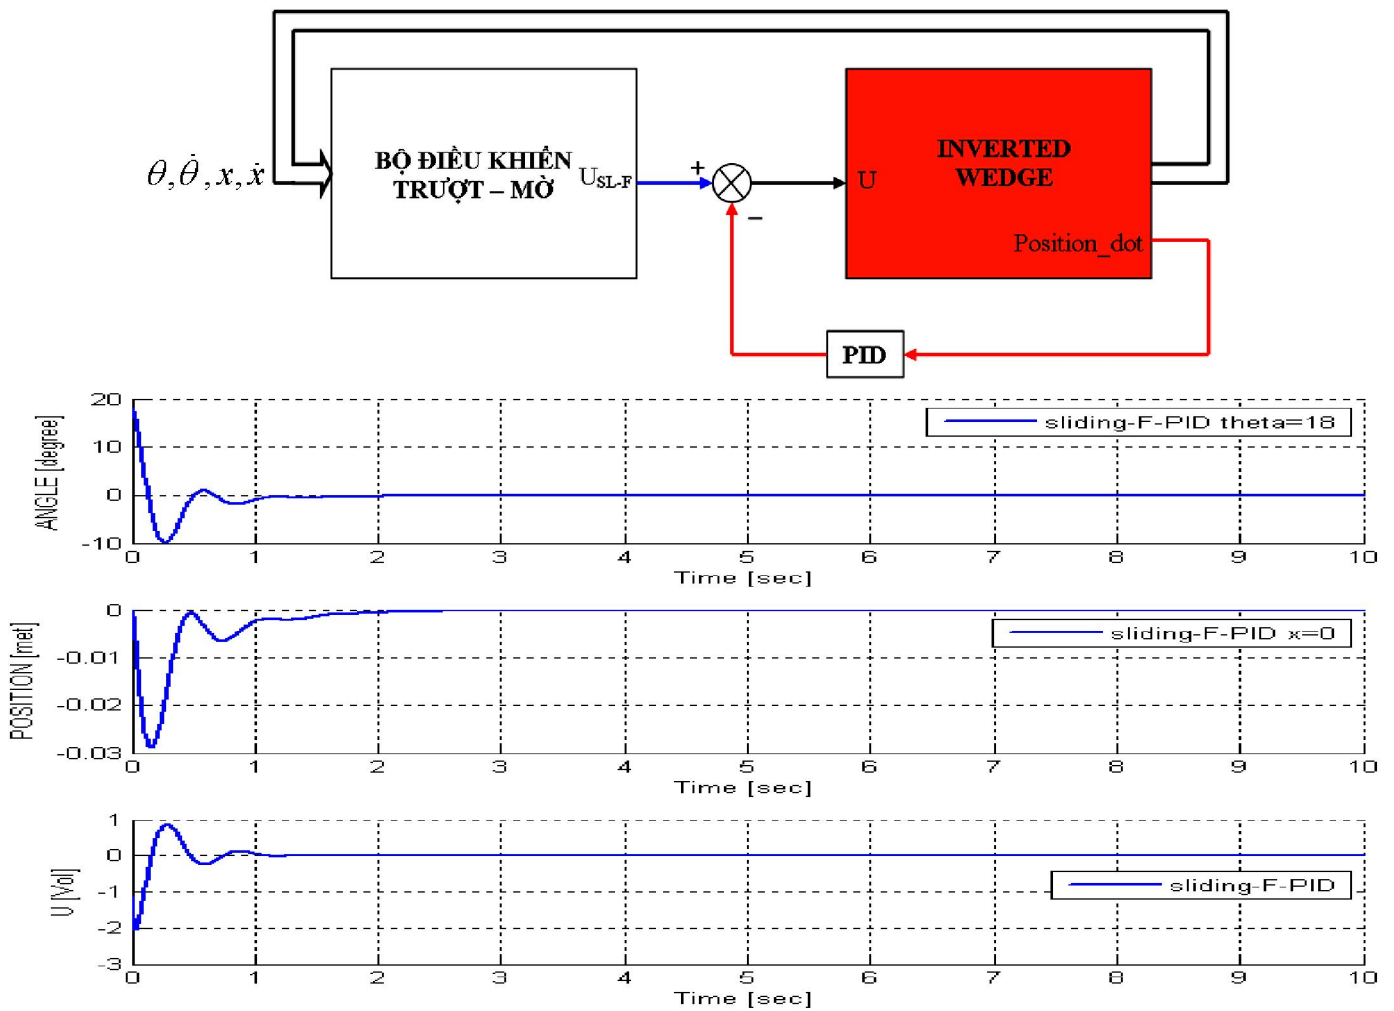 θ, θ̇, x, ẋ
BỘ ĐIỀU KHIỂN
TRƯỢT – MỜ
U_SL-F
+
−
U
INVERTED
WEDGE
Position_dot
PID
ANGLE [degree]
20
10
0
-10
sliding-F-PID theta=18
0 1 2 3 4 5 6 7 8 9 10
Time [sec]
POSITION [met]
0
-0.01
-0.02
-0.03
sliding-F-PID x=0
0 1 2 3 4 5 6 7 8 9 10
Time [sec]
U [Vol]
1
0
-1
-2
-3
sliding-F-PID
0 1 2 3 4 5 6 7 8 9 10
Time [sec]